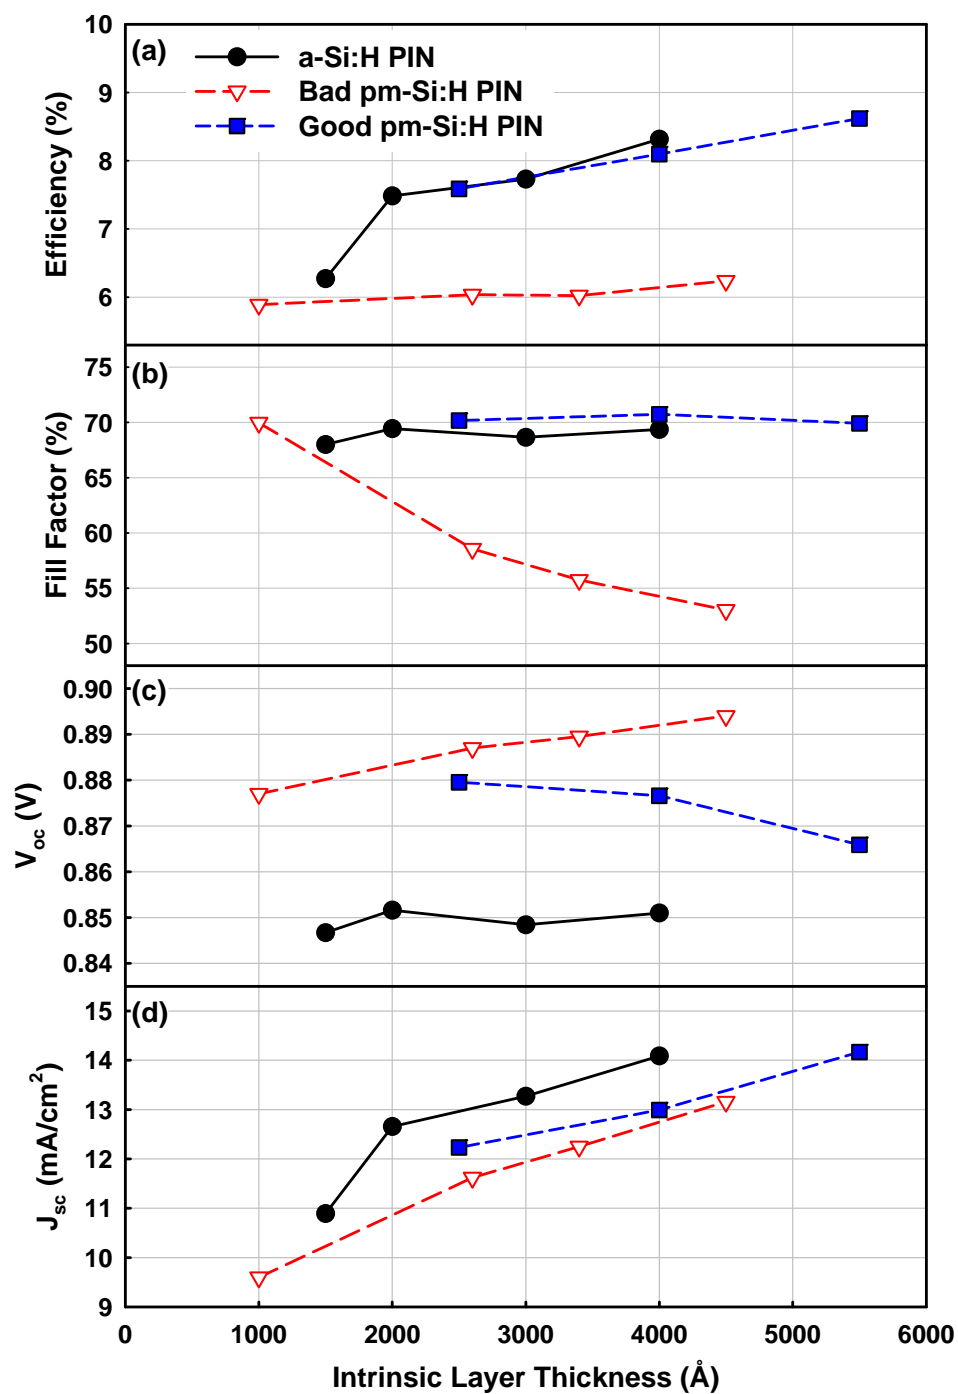 (a)
a-Si:H PIN
Bad pm-Si:H PIN
Good pm-Si:H PIN
Efficiency (%)
10
9
8
7
6
(b)
Fill Factor (%)
75
70
65
60
55
50
(c)
V_oc (V)
0.90
0.89
0.88
0.87
0.86
0.85
0.84
(d)
J_sc (mA/cm²)
15
14
13
12
11
10
9
0 1000 2000 3000 4000 5000 6000
Intrinsic Layer Thickness (Å)